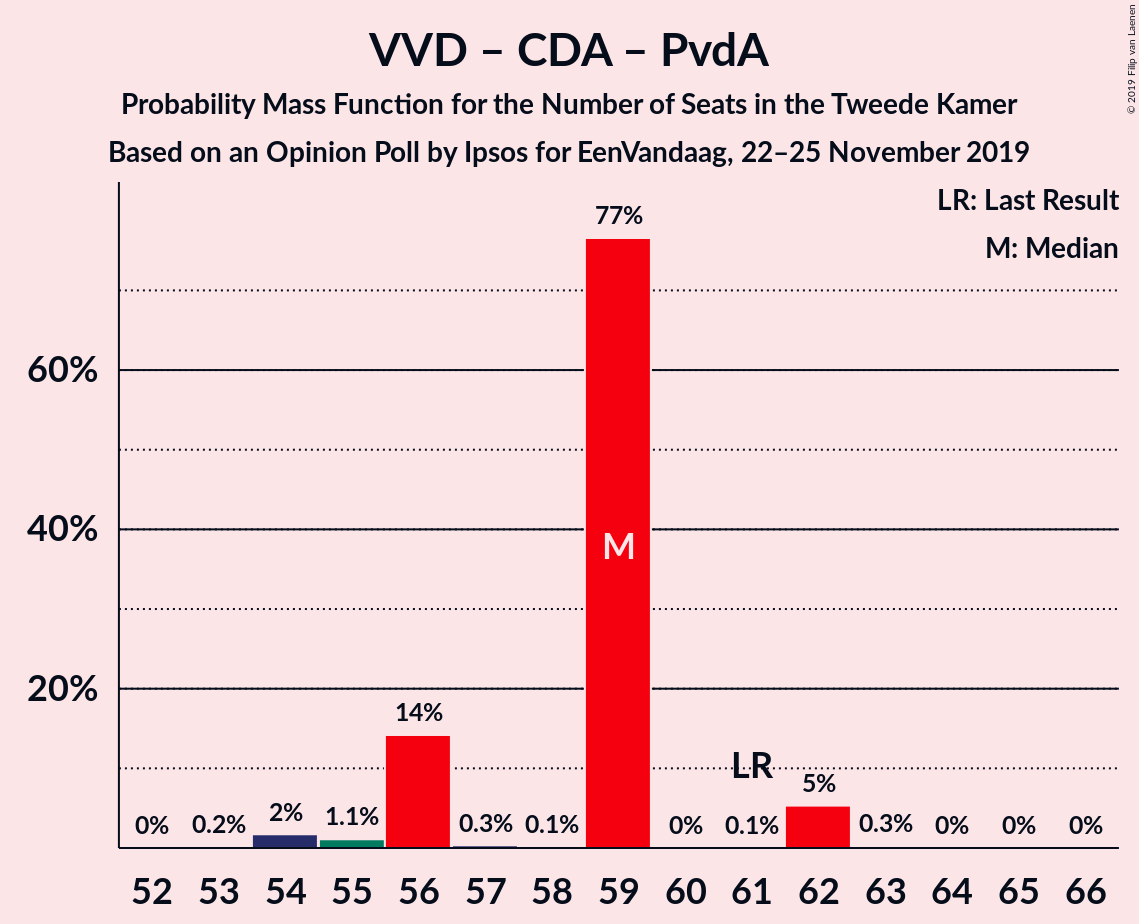 VVD – CDA – PvdA
Probability Mass Function for the Number of Seats in the Tweede Kamer
Based on an Opinion Poll by Ipsos for EenVandaag, 22–25 November 2019
© 2019 Filip van Laenen
LR: Last Result
M: Median
77%
60%
40%
M
20%
14%
LR
0% 0.2% 2% 1.1% 0.3% 0.1% 0% 0.1% 5% 0.3% 0% 0% 0%
52 53 54 55 56 57 58 59 60 61 62 63 64 65 66